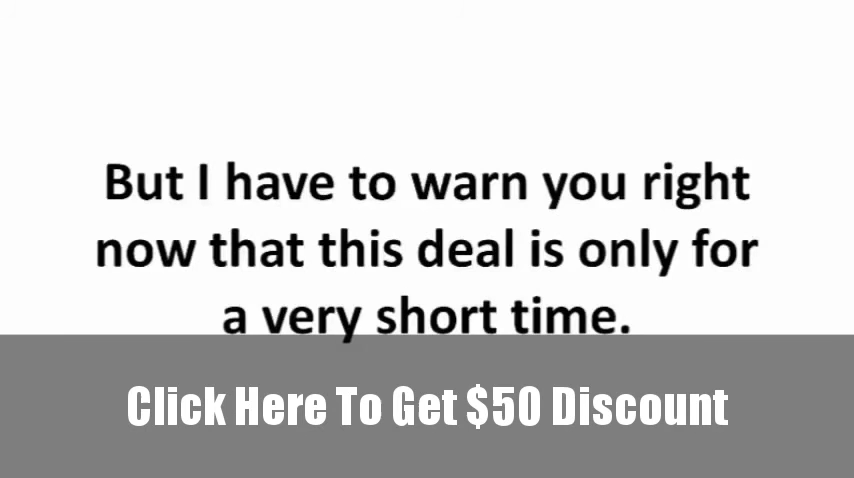 But I have to warn you right
now that this deal is only for
a very short time.
Click Here To Get $50 Discount